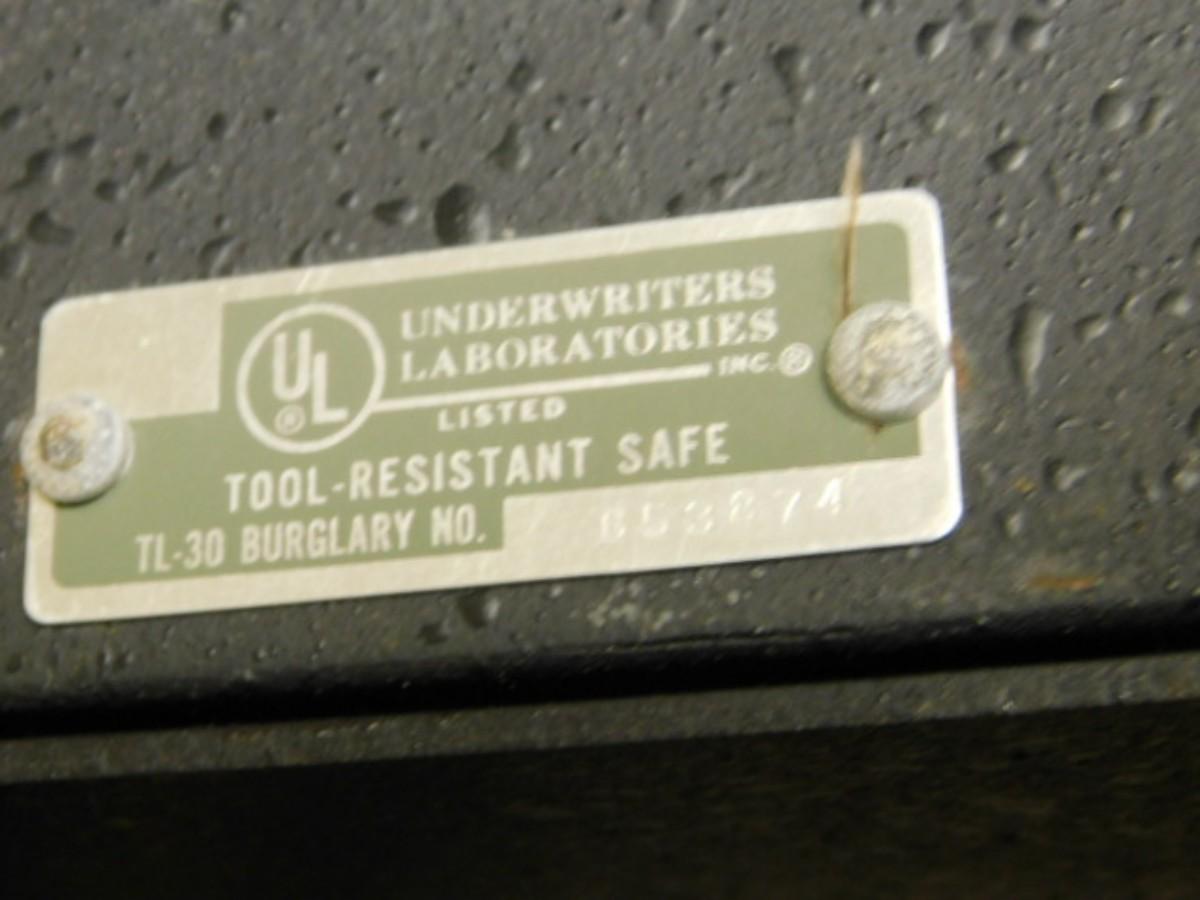 UL®
UNDERWRITERS
LABORATORIES
INC.®
LISTED
TOOL-RESISTANT SAFE
TL-30 BURGLARY NO.